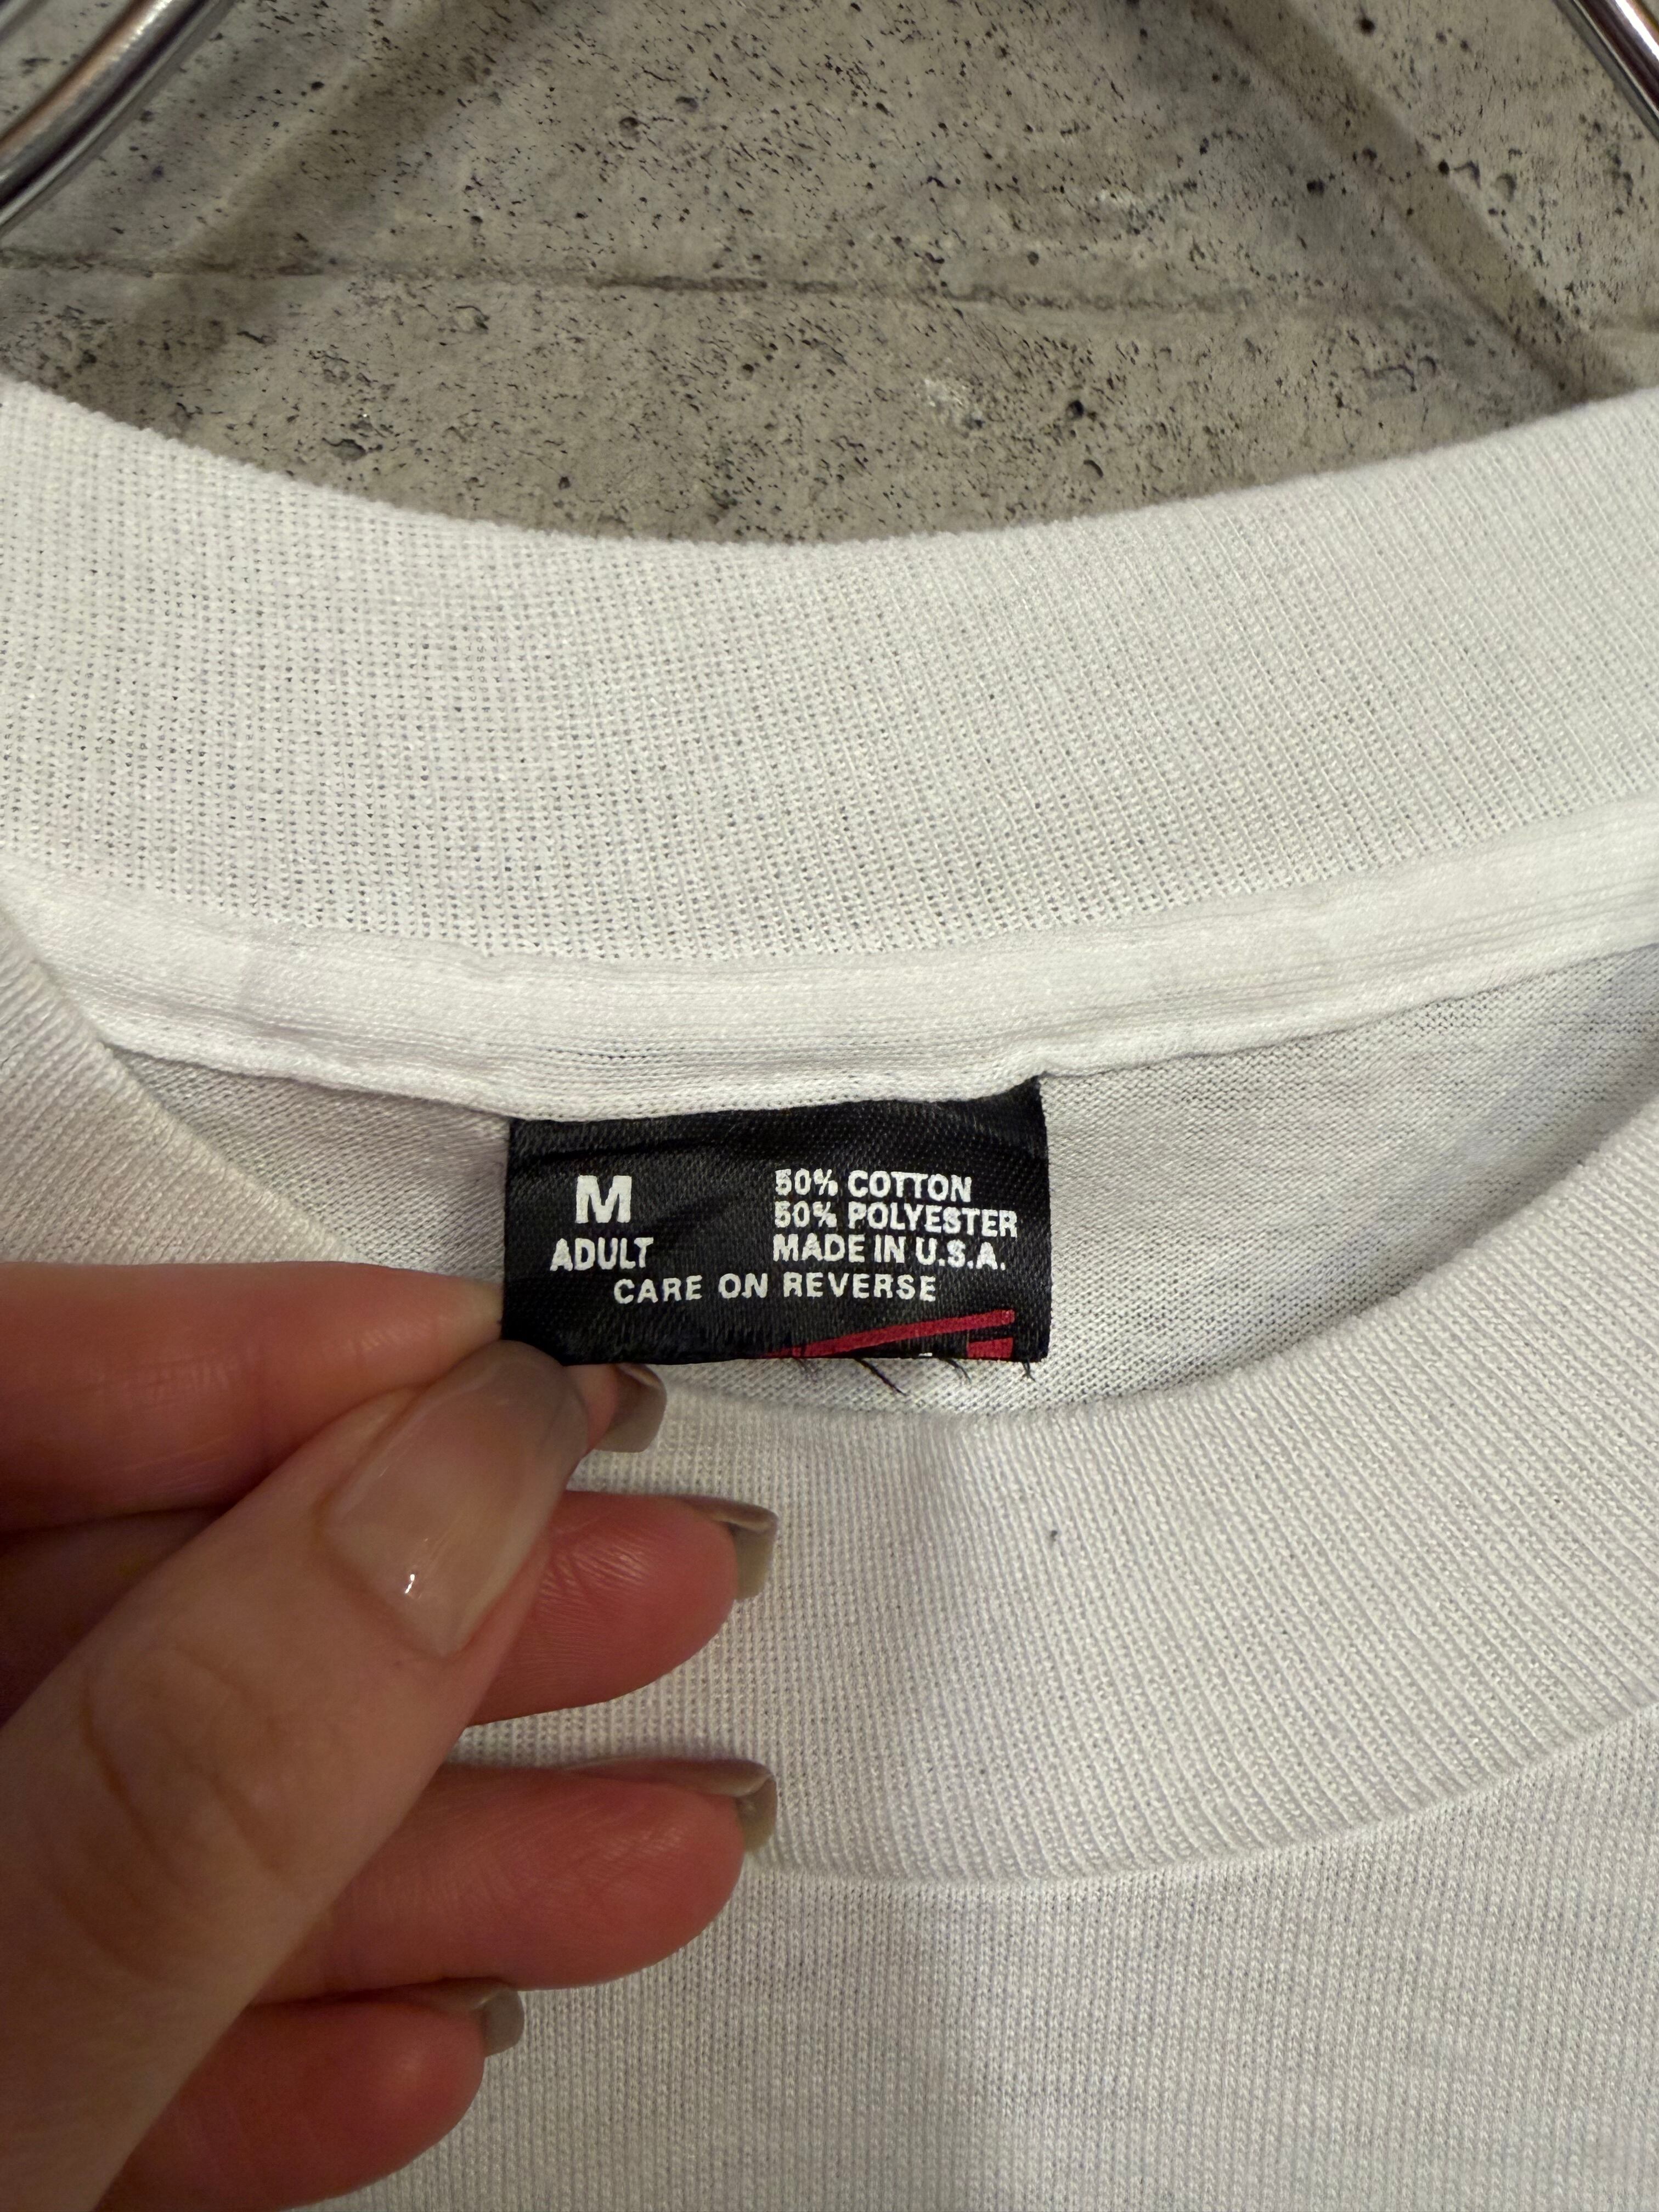 M
ADULT
50% COTTON
50% POLYESTER
MADE IN U.S.A.
CARE ON REVERSE